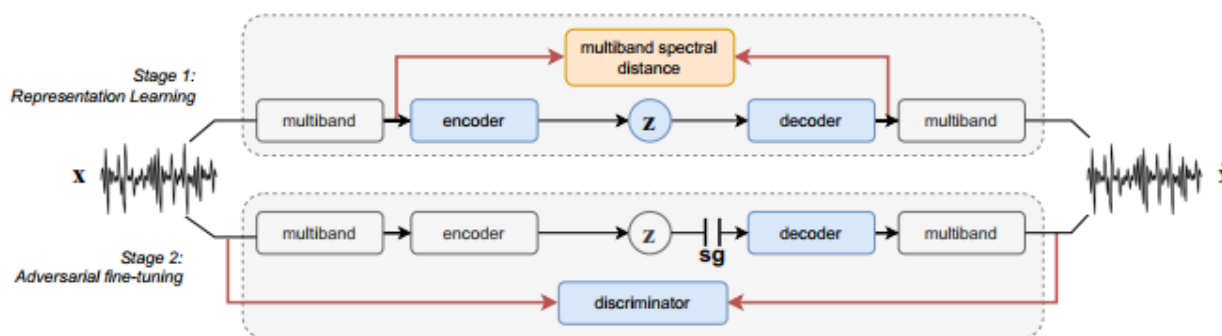 multiband spectral
distance
Stage 1:
Representation Learning
multiband
encoder
z
decoder
multiband
x
multiband
encoder
z
sg
decoder
multiband
Stage 2:
Adversarial fine-tuning
discriminator